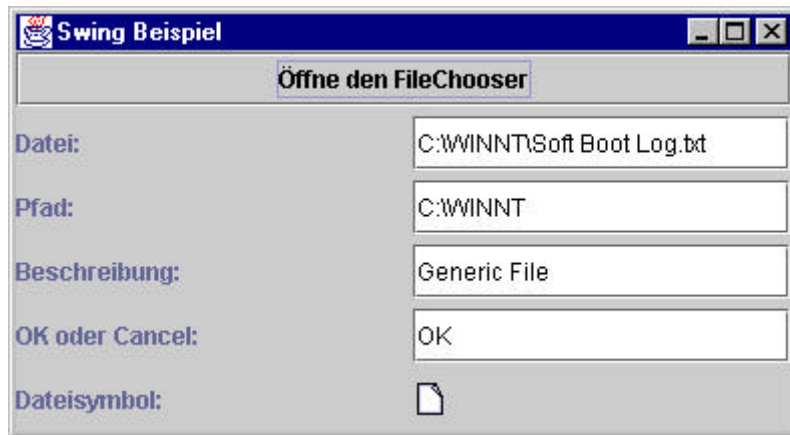 Swing Beispiel
Öffne den FileChooser
Datei: C:\WINNT\Soft Boot Log.txt
Pfad: C:\WINNT
Beschreibung: Generic File
OK oder Cancel: OK
Dateisymbol: